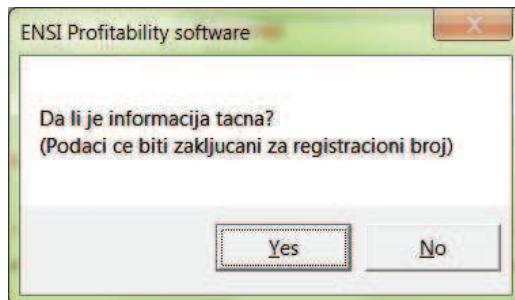 ENSI Profitability software
Da li je informacija tacna?
(Podaci ce biti zakljucani za registracioni broj)
Yes
No